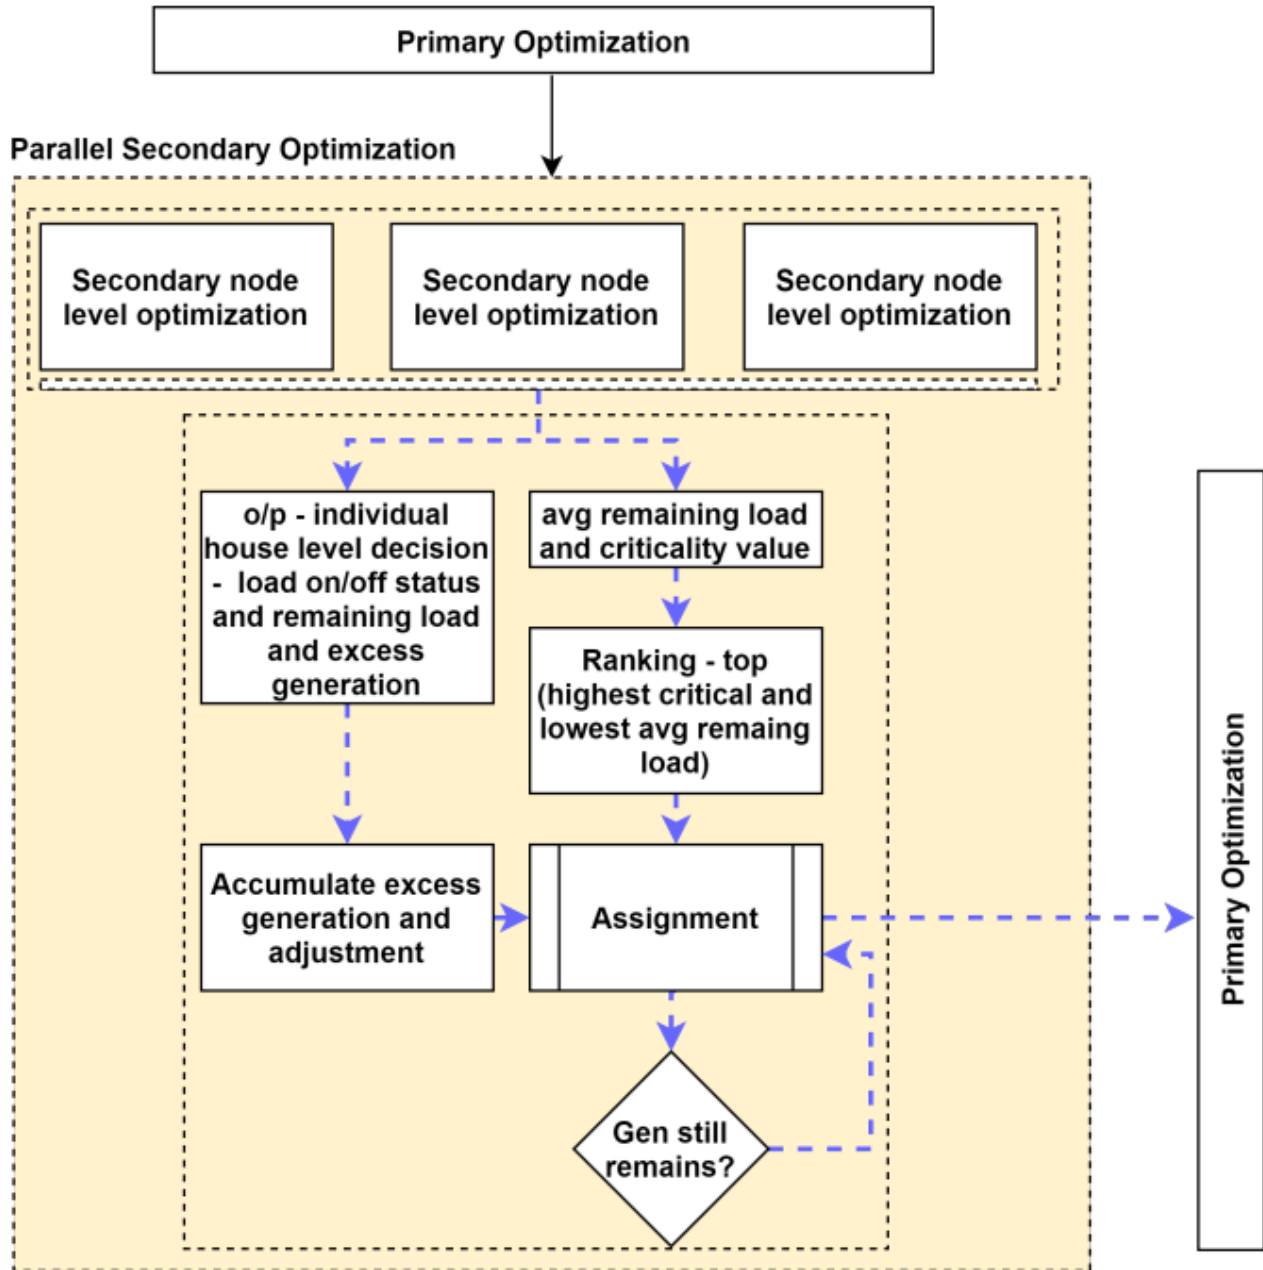 Primary Optimization
Parallel Secondary Optimization
Secondary node
level optimization
Secondary node
level optimization
Secondary node
level optimization
o/p - individual
house level decision
- load on/off status
and remaining load
and excess
generation
avg remaining load
and criticality value
Ranking - top
(highest critical and
lowest avg remaing
load)
Accumulate excess
generation and
adjustment
Assignment
Gen still
remains?
Primary Optimization